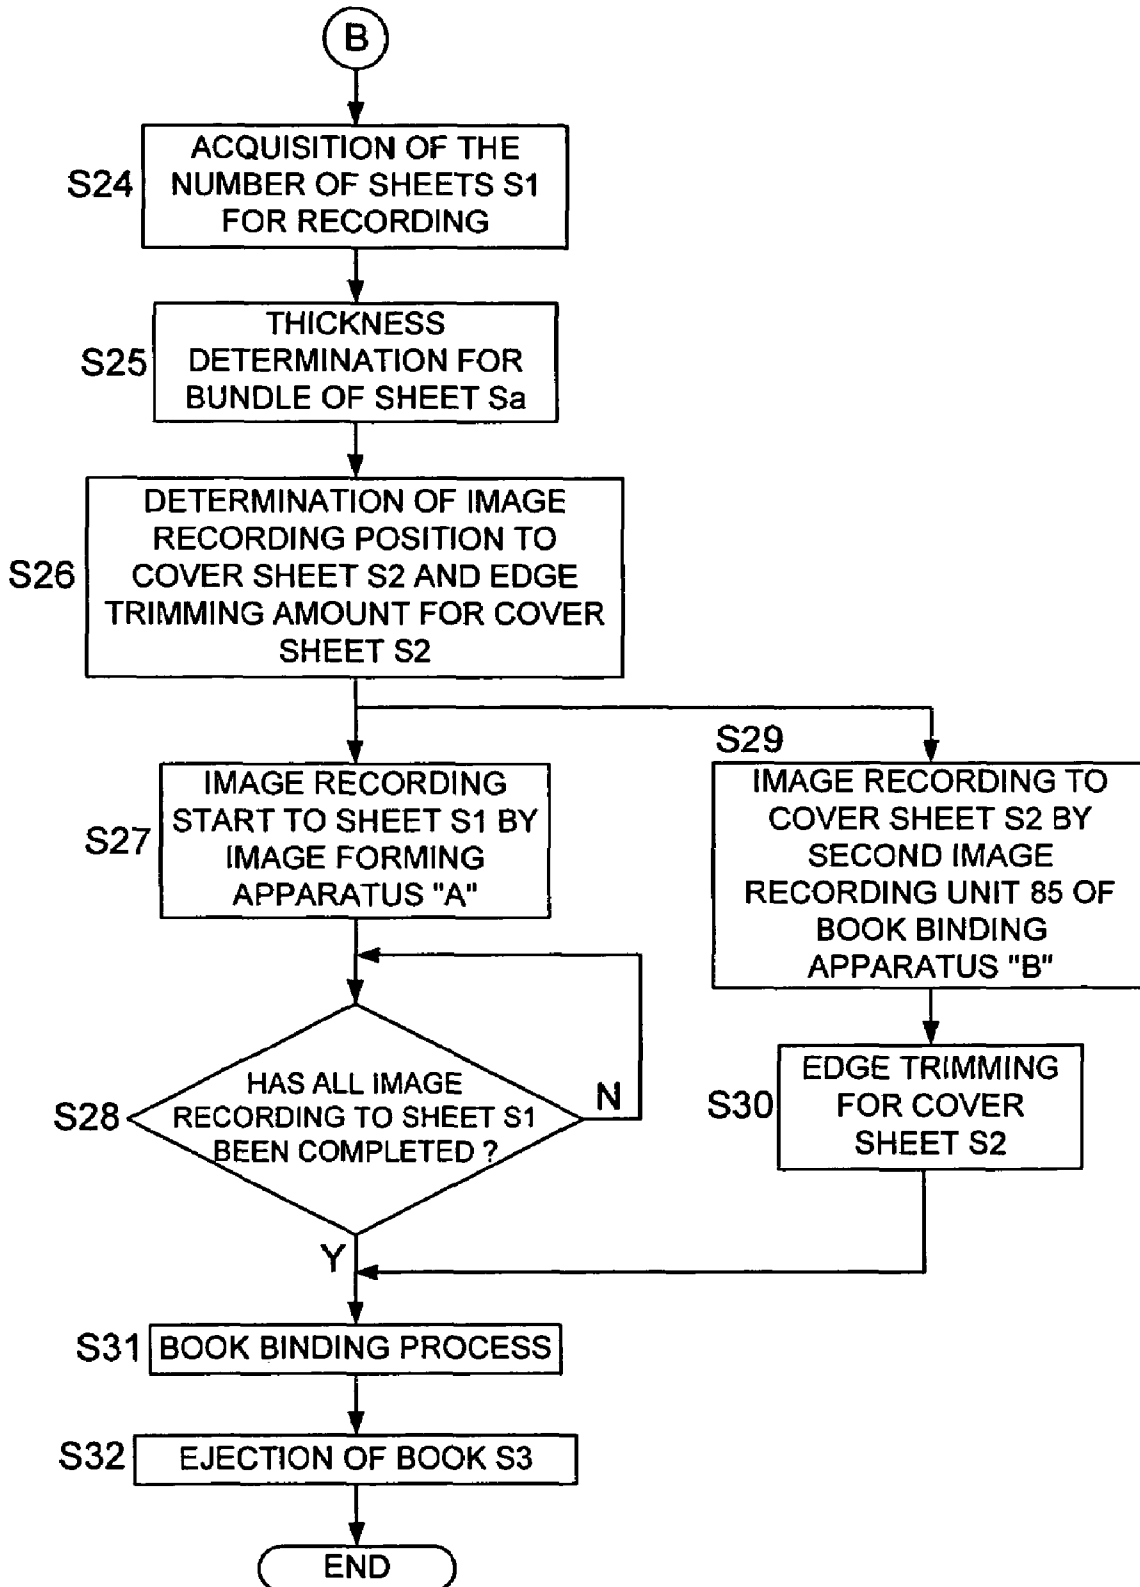 B
S24
ACQUISITION OF THE
NUMBER OF SHEETS S1
FOR RECORDING
S25
THICKNESS
DETERMINATION FOR
BUNDLE OF SHEET Sa
S26
DETERMINATION OF IMAGE
RECORDING POSITION TO
COVER SHEET S2 AND EDGE
TRIMMING AMOUNT FOR COVER
SHEET S2
S27
IMAGE RECORDING
START TO SHEET S1 BY
IMAGE FORMING
APPARATUS "A"
S28
HAS ALL IMAGE
RECORDING TO SHEET S1
BEEN COMPLETED ?
N
Y
S29
IMAGE RECORDING TO
COVER SHEET S2 BY
SECOND IMAGE
RECORDING UNIT 85 OF
BOOK BINDING
APPARATUS "B"
S30
EDGE TRIMMING
FOR COVER
SHEET S2
S31
BOOK BINDING PROCESS
S32
EJECTION OF BOOK S3
END